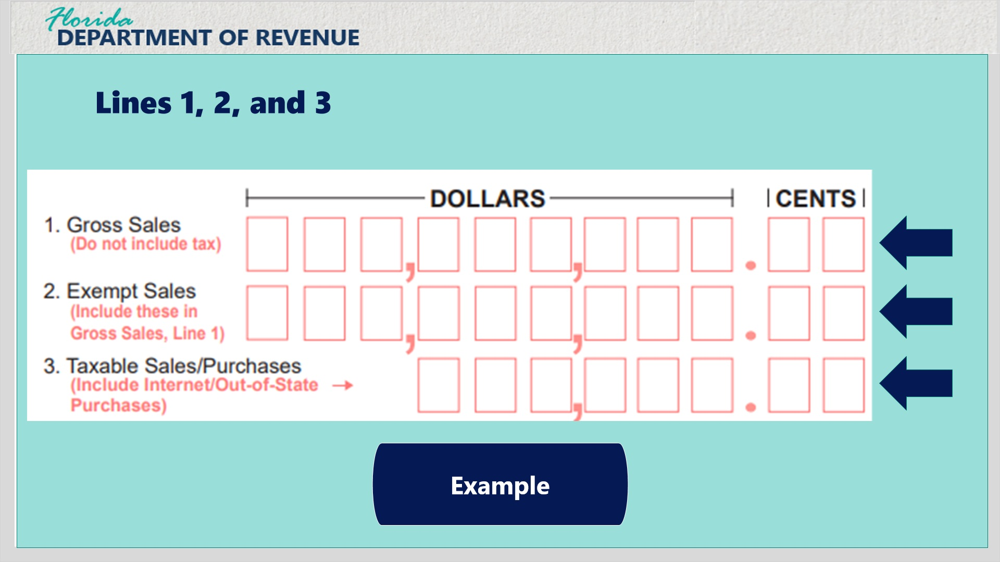 Florida
DEPARTMENT OF REVENUE
Lines 1, 2, and 3
DOLLARS CENTS
1. Gross Sales
(Do not include tax)
, , .
2. Exempt Sales
(Include these in
Gross Sales, Line 1)
, , .
3. Taxable Sales/Purchases
(Include Internet/Out-of-State →
Purchases)
, .
Example